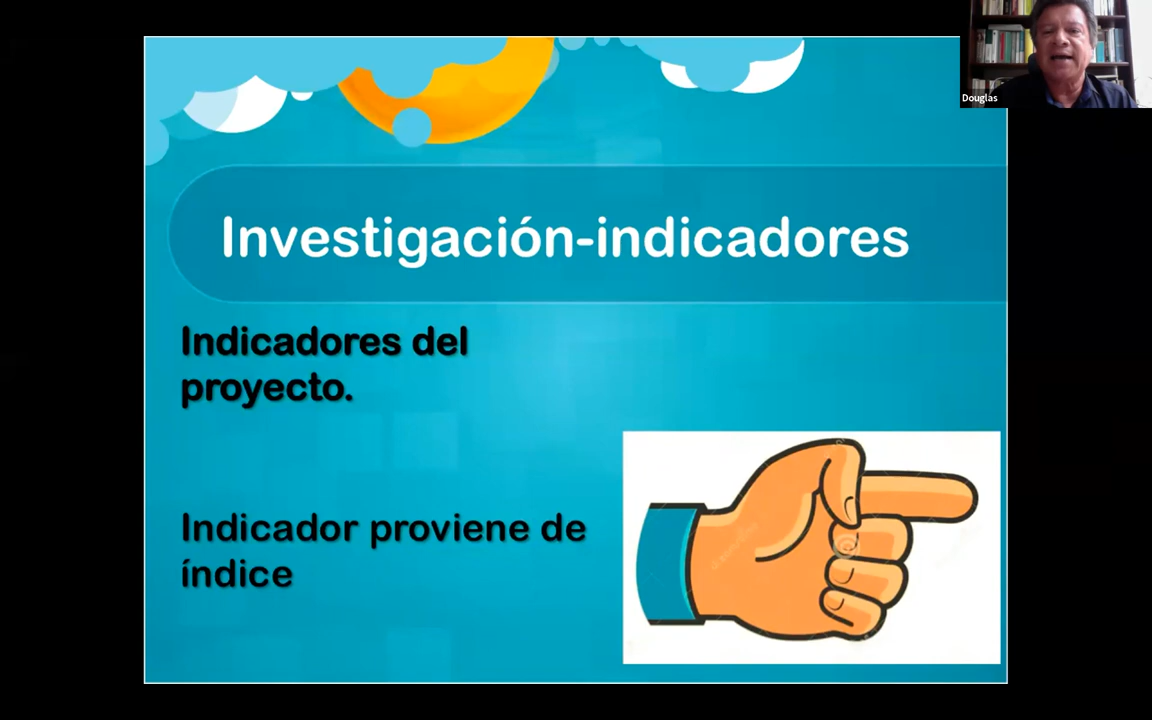 Douglas
Investigación-indicadores
Indicadores del
proyecto.
Indicador proviene de
índice